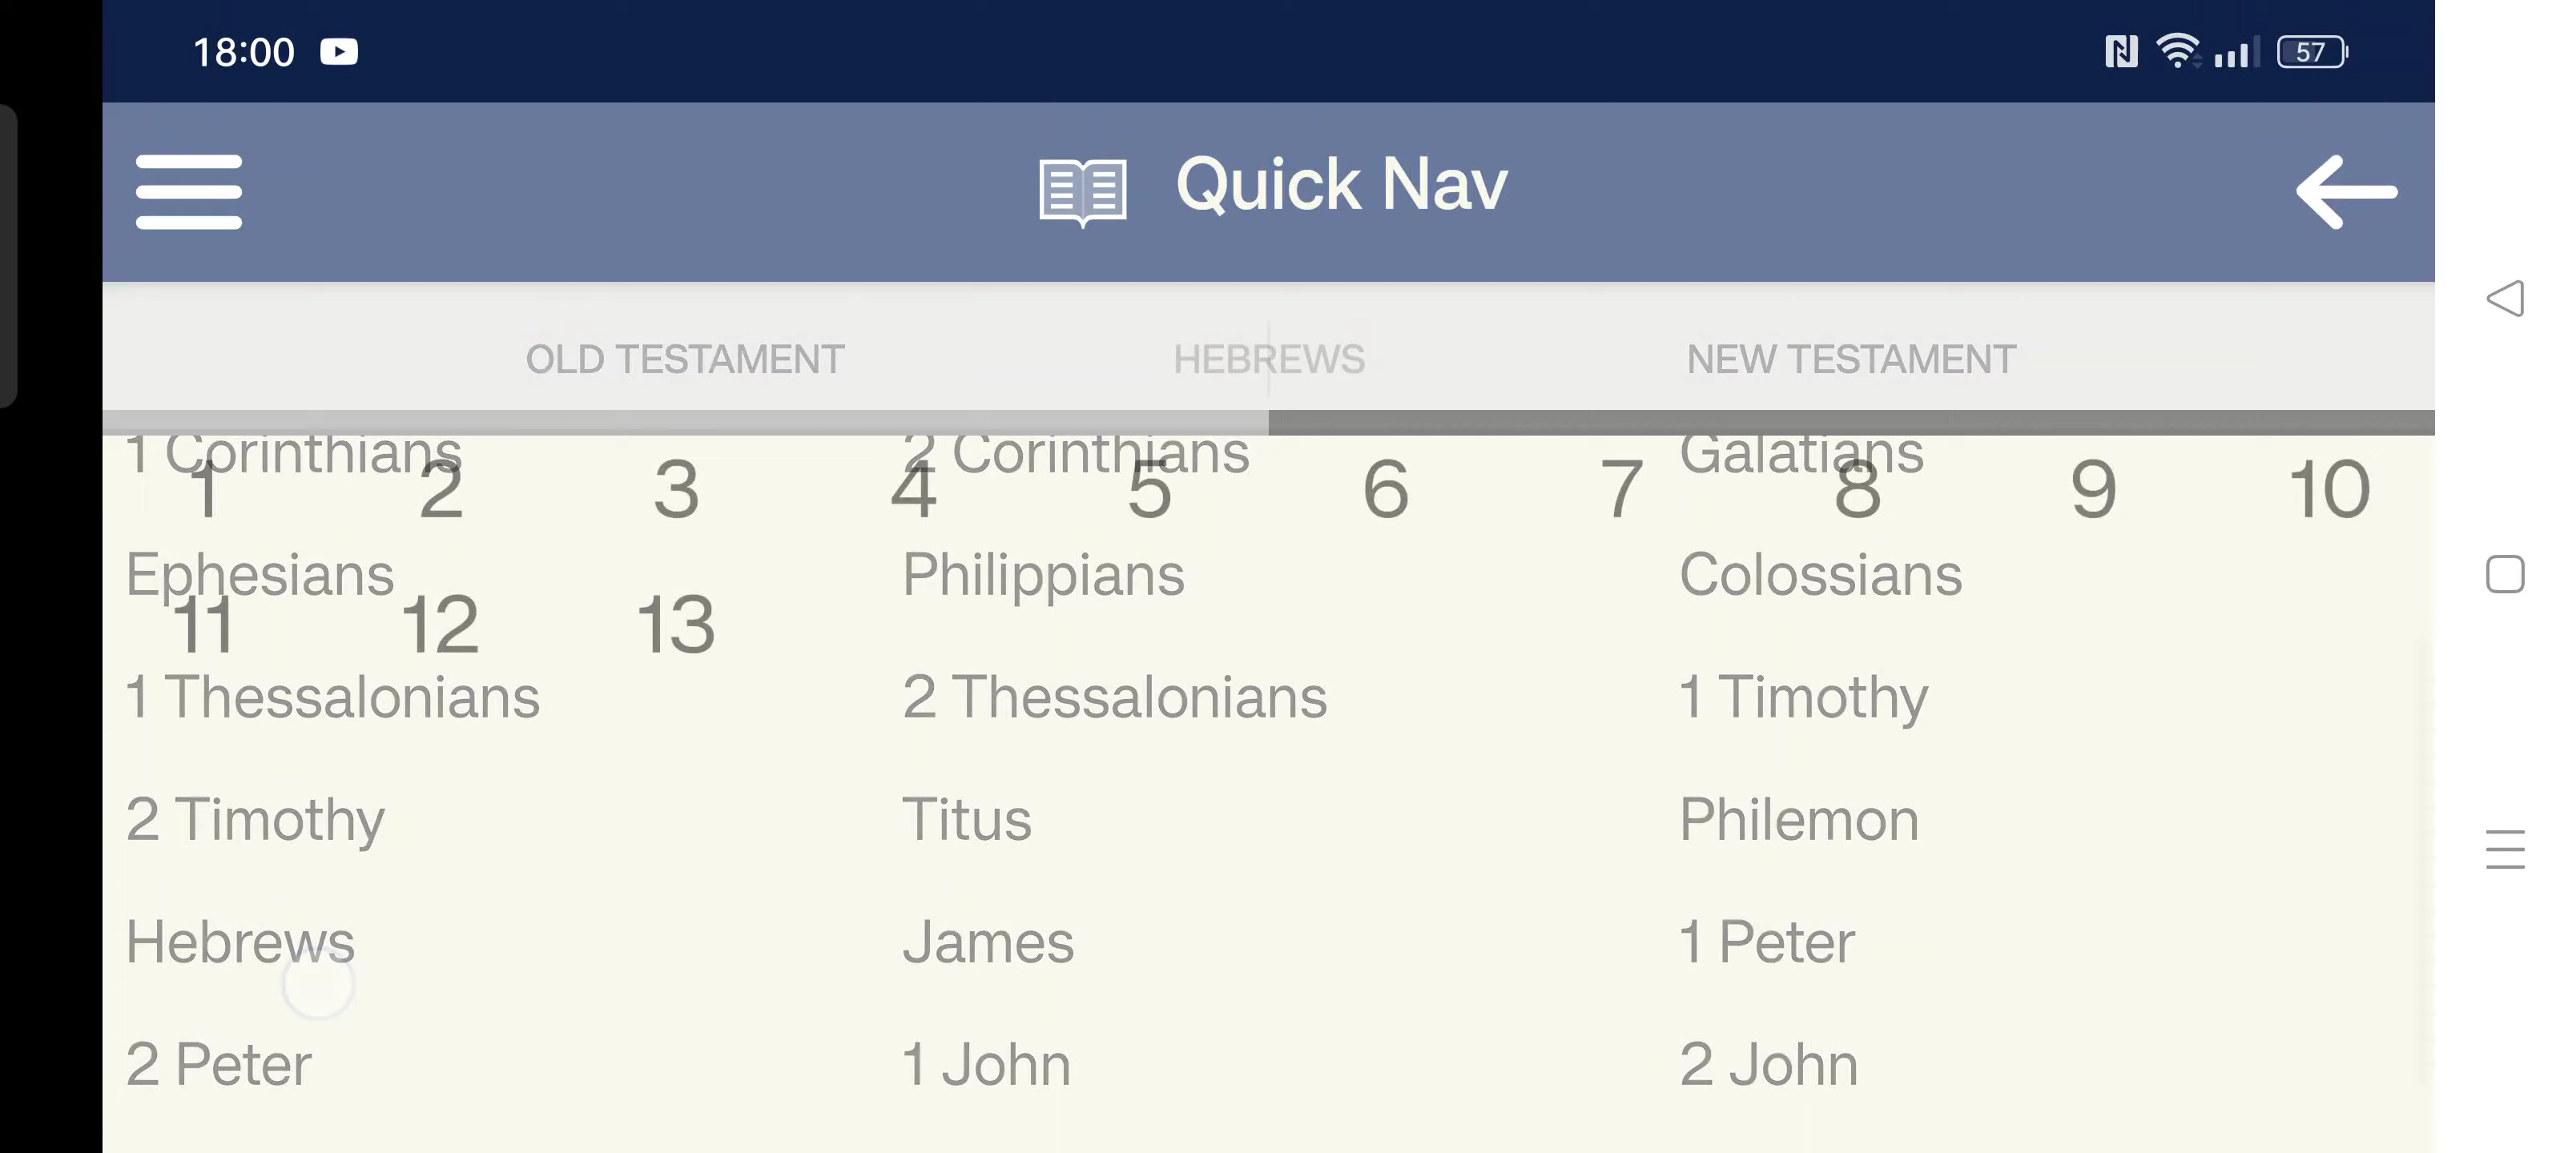 18:00
57
Quick Nav
OLD TESTAMENT HEBREWS NEW TESTAMENT
1 Corinthians 2 Corinthians Galatians
1 2 3 4 5 6 7 8 9 10
Ephesians Philippians Colossians
11 12 13
1 Thessalonians 2 Thessalonians 1 Timothy
2 Timothy Titus Philemon
Hebrews James 1 Peter
2 Peter 1 John 2 John